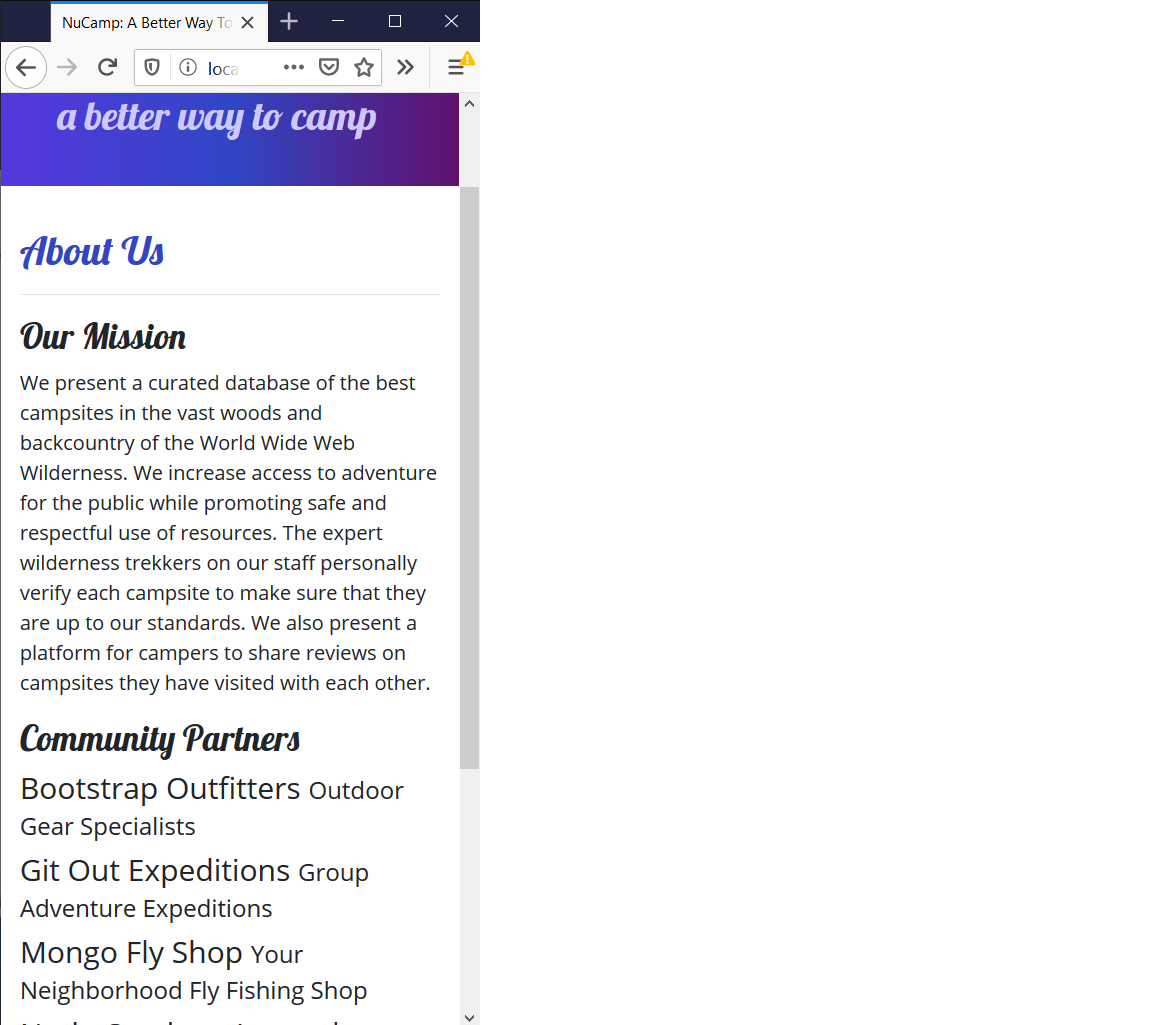 NuCamp: A Better Way To
loca
a better way to camp
About Us
Our Mission
We present a curated database of the best
campsites in the vast woods and
backcountry of the World Wide Web
Wilderness. We increase access to adventure
for the public while promoting safe and
respectful use of resources. The expert
wilderness trekkers on our staff personally
verify each campsite to make sure that they
are up to our standards. We also present a
platform for campers to share reviews on
campsites they have visited with each other.
Community Partners
Bootstrap Outfitters Outdoor
Gear Specialists
Git Out Expeditions Group
Adventure Expeditions
Mongo Fly Shop Your
Neighborhood Fly Fishing Shop